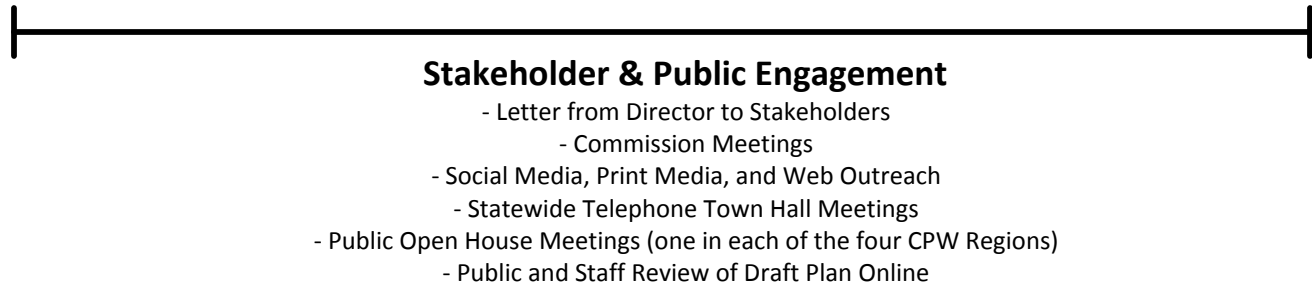 Stakeholder & Public Engagement
- Letter from Director to Stakeholders
- Commission Meetings
- Social Media, Print Media, and Web Outreach
- Statewide Telephone Town Hall Meetings
- Public Open House Meetings (one in each of the four CPW Regions)
- Public and Staff Review of Draft Plan Online